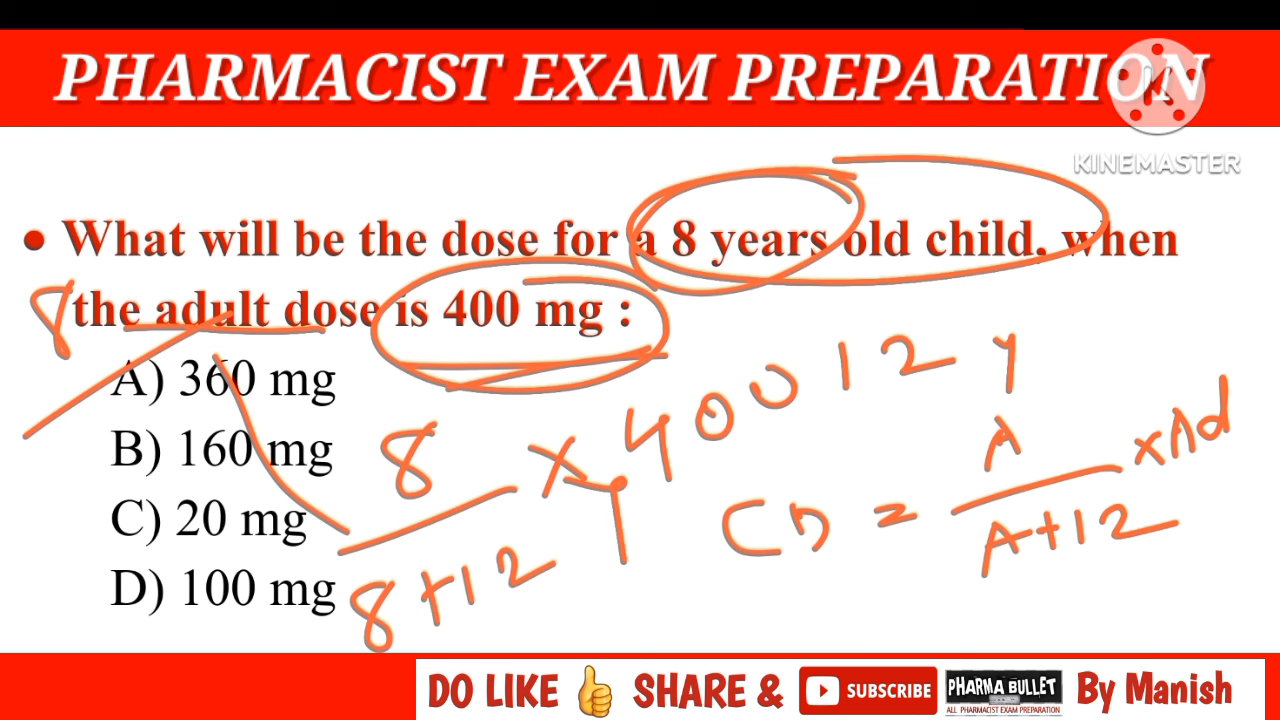 PHARMACIST EXAM PREPARATION
KINEMASTER
• What will be the dose for a 8 years old child, when
the adult dose is 400 mg :
8
A) 360 mg
B) 160 mg
C) 20 mg
D) 100 mg
12 y
8 × 400
8+12 1
CD = A × Ad
A+12
DO LIKE 👍 SHARE & SUBSCRIBE PHARMA BULLET By Manish
ALL PHARMACIST EXAM PREPARATION